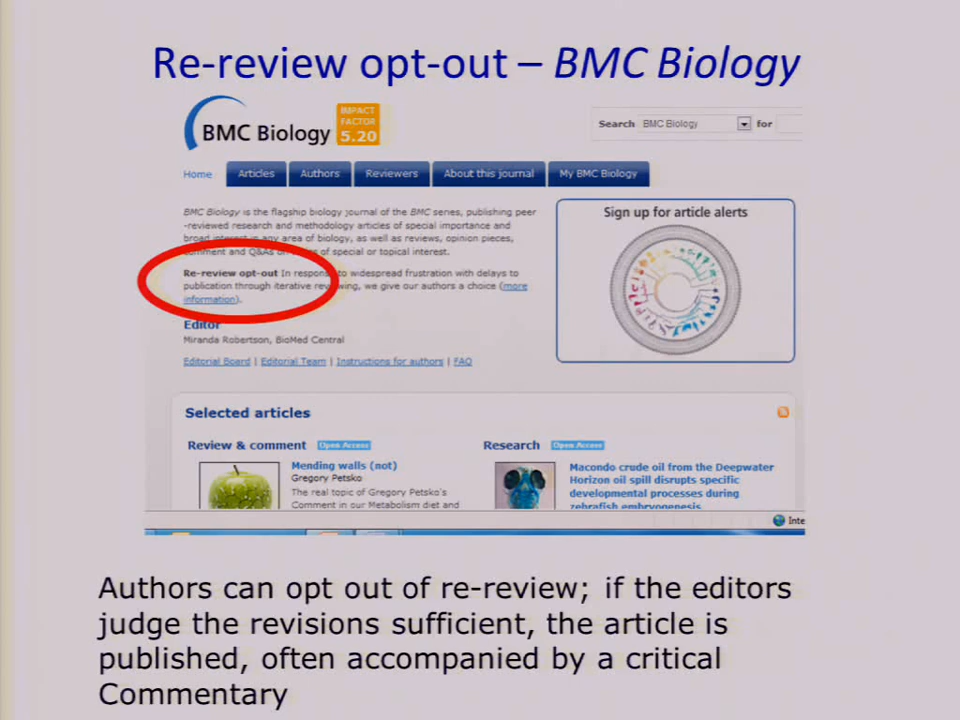 Re-review opt-out – BMC Biology
BMC Biology
IMPACT
FACTOR
5.20
Search BMC Biology for
Home Articles Authors Reviewers About this journal My BMC Biology
BMC Biology is the flagship biology journal of the BMC series, publishing peer
-reviewed research and methodology articles of special importance and
broad interest in any area of biology, as well as reviews, opinion pieces,
comment and Q&As on topics of special or topical interest.
Re-review opt-out In response to widespread frustration with delays to
publication through iterative reviewing, we give our authors a choice (more
information).
Editor
Miranda Robertson, BioMed Central
Editorial Board | Editorial Team | Instructions for authors | FAQ
Sign up for article alerts
Selected articles
Review & comment Open Access
Mending walls (not)
Gregory Petsko
The real topic of Gregory Petsko's
Comment in our Metabolism diet and
Research Open Access
Macondo crude oil from the Deepwater
Horizon oil spill disrupts specific
developmental processes during
zebrafish embryogenesis
Inte
Authors can opt out of re-review; if the editors
judge the revisions sufficient, the article is
published, often accompanied by a critical
Commentary